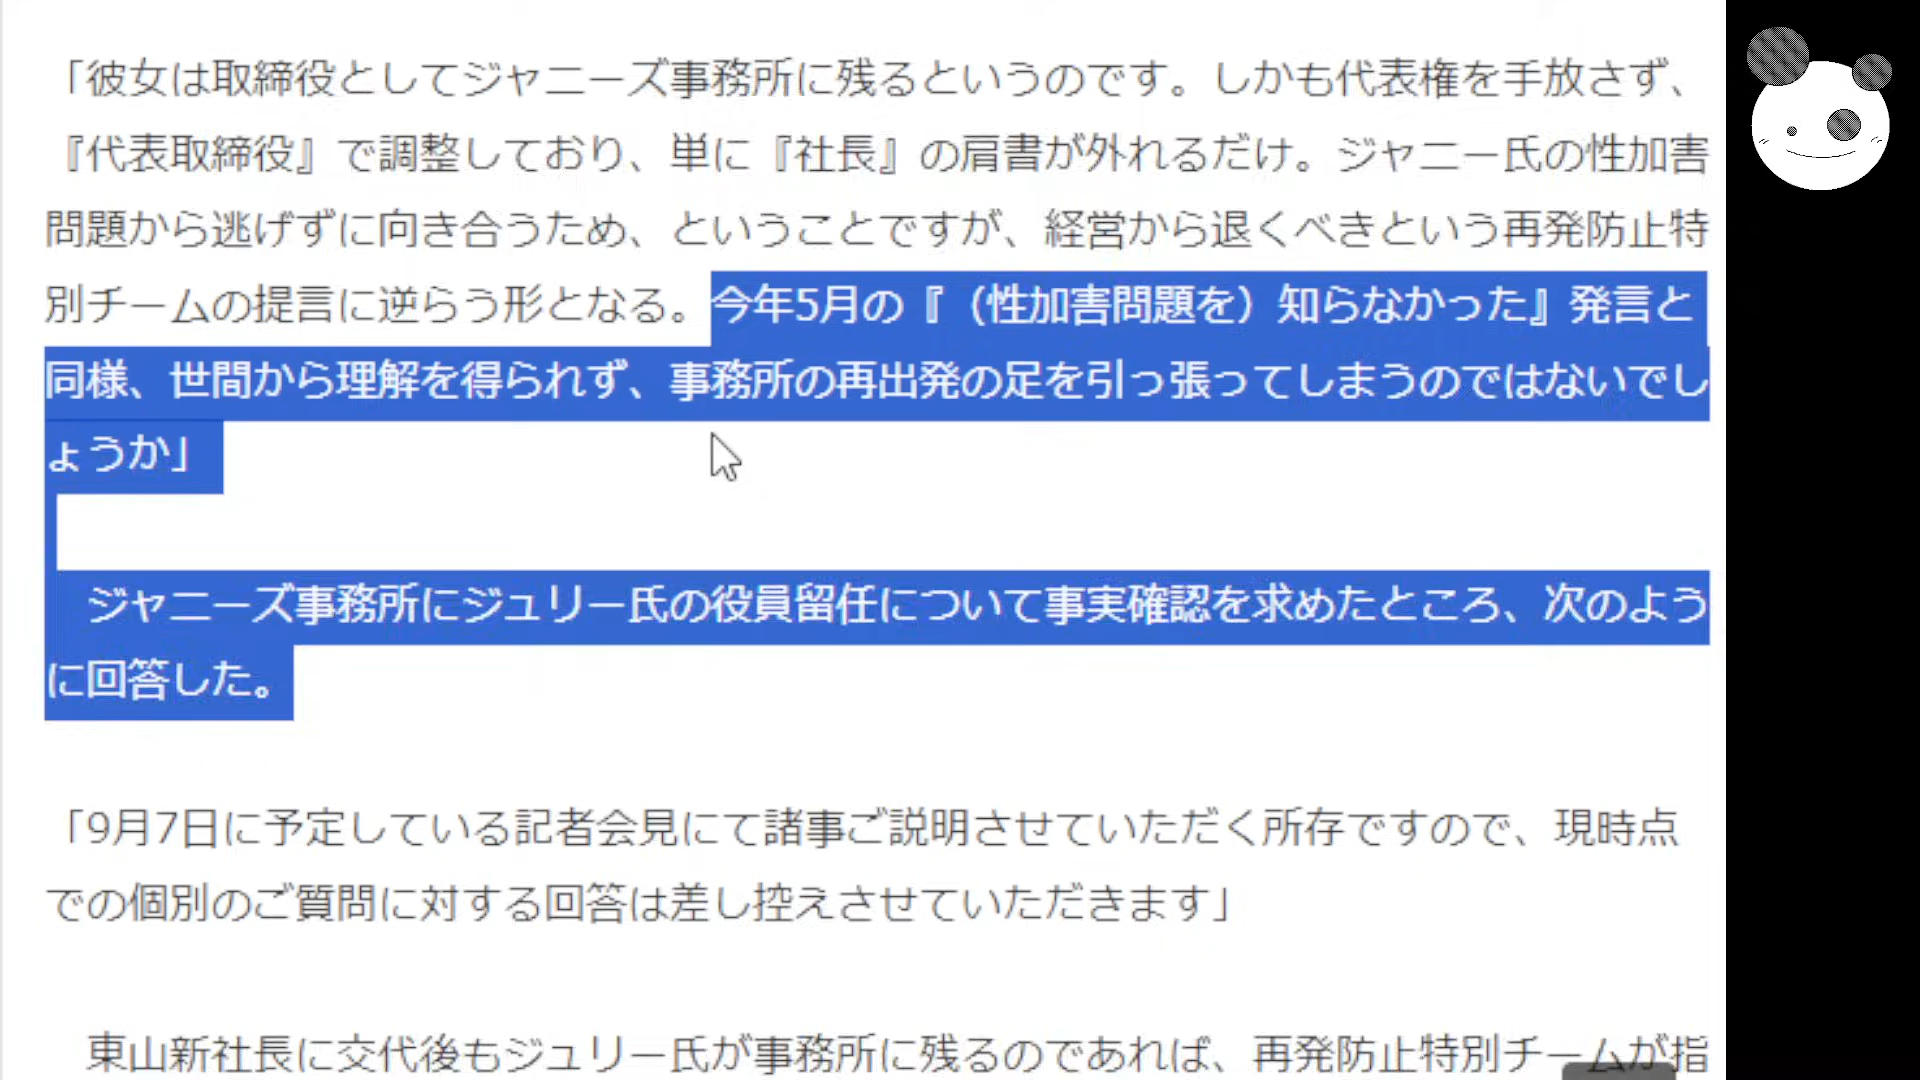 「彼女は取締役としてジャニーズ事務所に残るというのです。しかも代表権を手放さず、
『代表取締役』で調整しており、単に『社長』の肩書が外れるだけ。ジャニー氏の性加害
問題から逃げずに向き合うため、ということですが、経営から退くべきという再発防止特
別チームの提言に逆らう形となる。今年5月の『（性加害問題を）知らなかった』発言と
同様、世間から理解を得られず、事務所の再出発の足を引っ張ってしまうのではないでし
ょうか」
ジャニーズ事務所にジュリー氏の役員留任について事実確認を求めたところ、次のよう
に回答した。
「9月7日に予定している記者会見にて諸事ご説明させていただく所存ですので、現時点
での個別のご質問に対する回答は差し控えさせていただきます」
東山新社長に交代後もジュリー氏が事務所に残るのであれば、再発防止特別チームが指